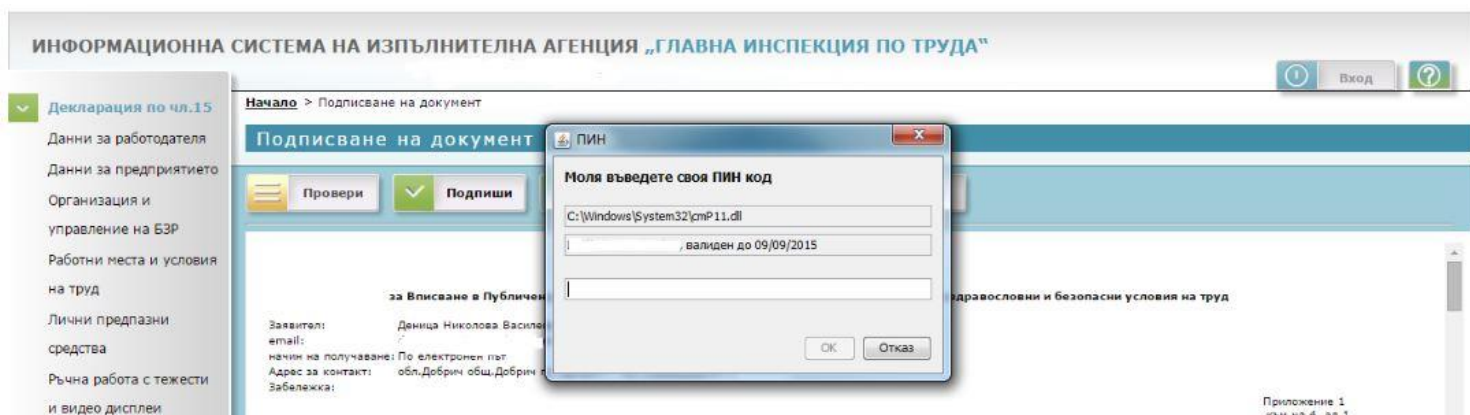 ИНФОРМАЦИОННА СИСТЕМА НА ИЗПЪЛНИТЕЛНА АГЕНЦИЯ „ГЛАВНА ИНСПЕКЦИЯ ПО ТРУДА“
Вход
Декларация по чл.15
Данни за работодателя
Данни за предприятието
Организация и
управление на БЗР
Работни места и условия
на труд
Лични предпазни
средства
Ръчна работа с тежести
и видео дисплеи
Начало > Подписване на документ
Подписване на документ
Провери
Подпиши
ПИН
Моля въведете своя ПИН код
C:\Windows\System32\cmP11.dll
, валиден до 09/09/2015
OK
Отказ
за Вписване в
условия на труд
безопасни
Заявител: Деница Николова
email:
начин на получаване: По електронен път
Адрес за контакт: обл.Добрич общ.Добрич
Забележка:
Приложение 1